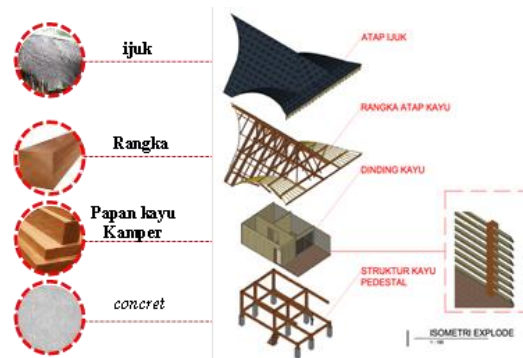 ijuk
Rangka
Papan kayu
Kamper
concret
ATAP IJUK
RANGKA ATAP KAYU
DINDING KAYU
STRUKTUR KAYU
PEDESTAL
ISOMETRI EXPLODE